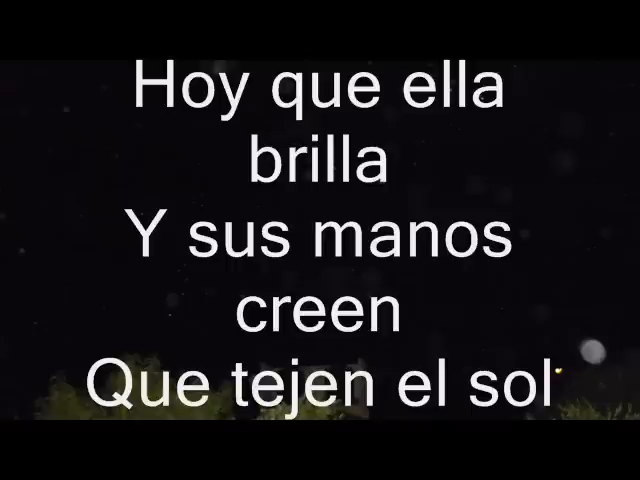 Hoy que ella
brilla
Y sus manos
creen
Que tejen el sol